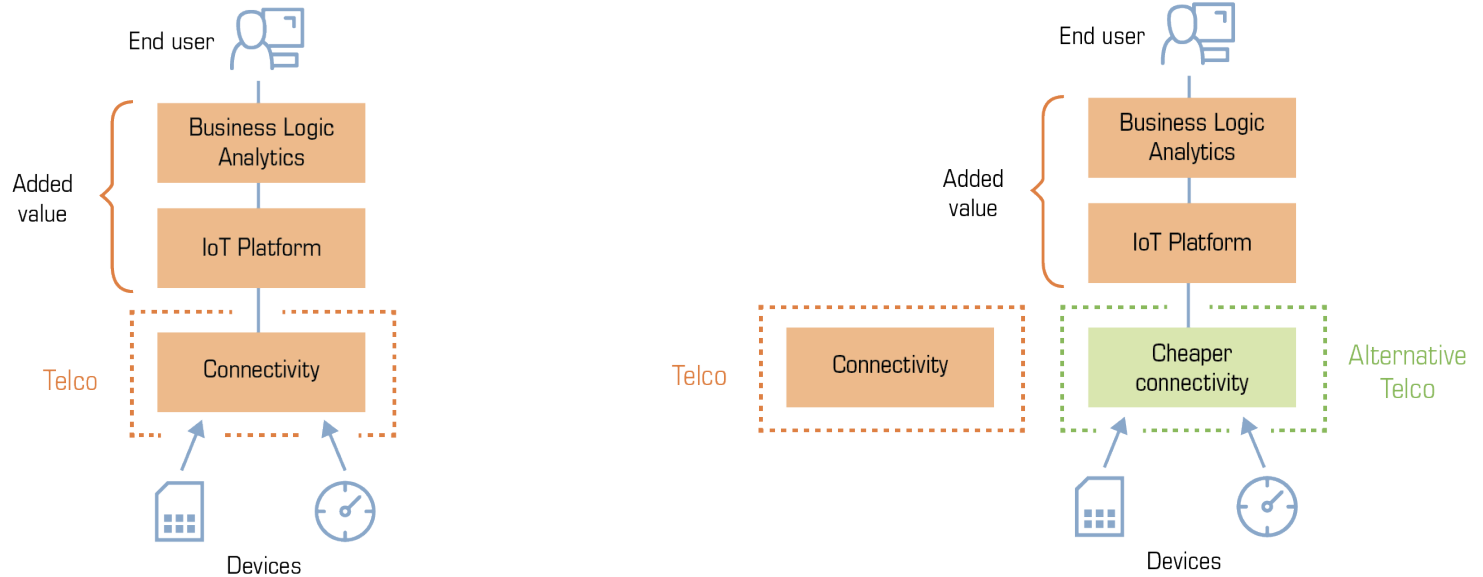 End user
Business Logic
Analytics
Added
value
IoT Platform
Telco
Connectivity
Devices
End user
Business Logic
Analytics
Added
value
IoT Platform
Telco
Connectivity
Cheaper
connectivity
Alternative
Telco
Devices